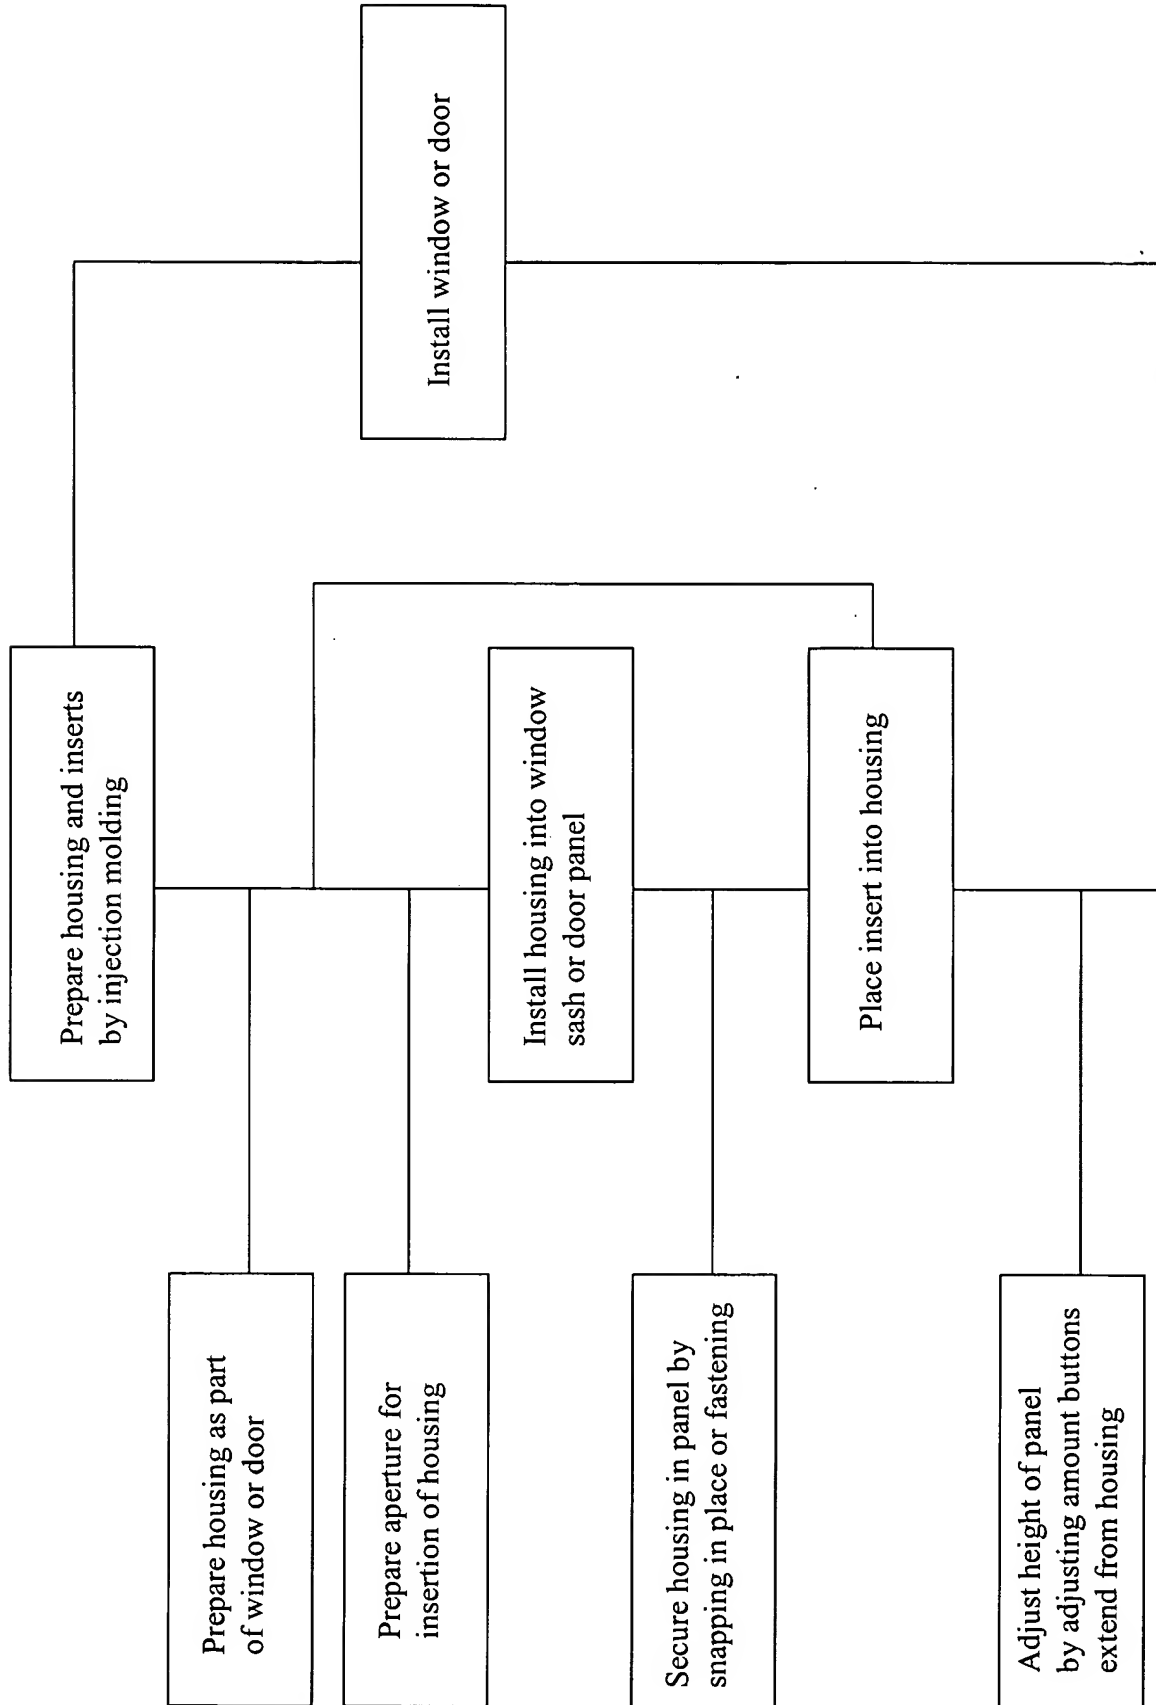 Prepare housing and inserts
by injection molding
Install window or door
Prepare housing as part
of window or door
Prepare aperture for
insertion of housing
Install housing into window
sash or door panel
Secure housing in panel by
snapping in place or fastening
Place insert into housing
Adjust height of panel
by adjusting amount buttons
extend from housing